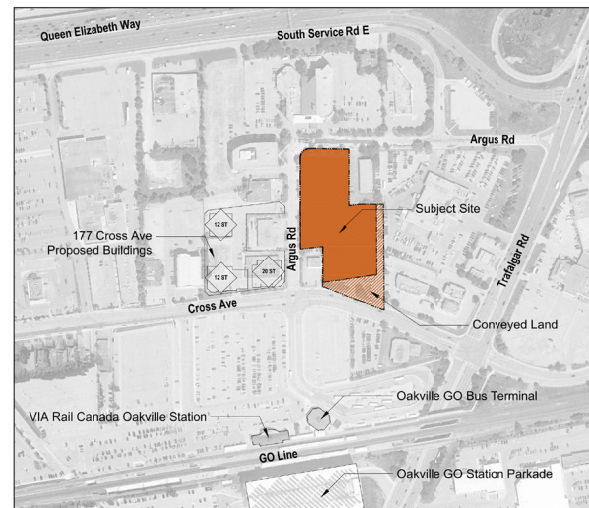 Queen Elizabeth Way
South Service Rd E
Argus Rd
Subject Site
12 ST
177 Cross Ave
Proposed Buildings
Argus Rd
12 ST
20 ST
Trafalgar Rd
Cross Ave
Conveyed Land
Oakville GO Bus Terminal
VIA Rail Canada Oakville Station
GO Line
Oakville GO Station Parkade